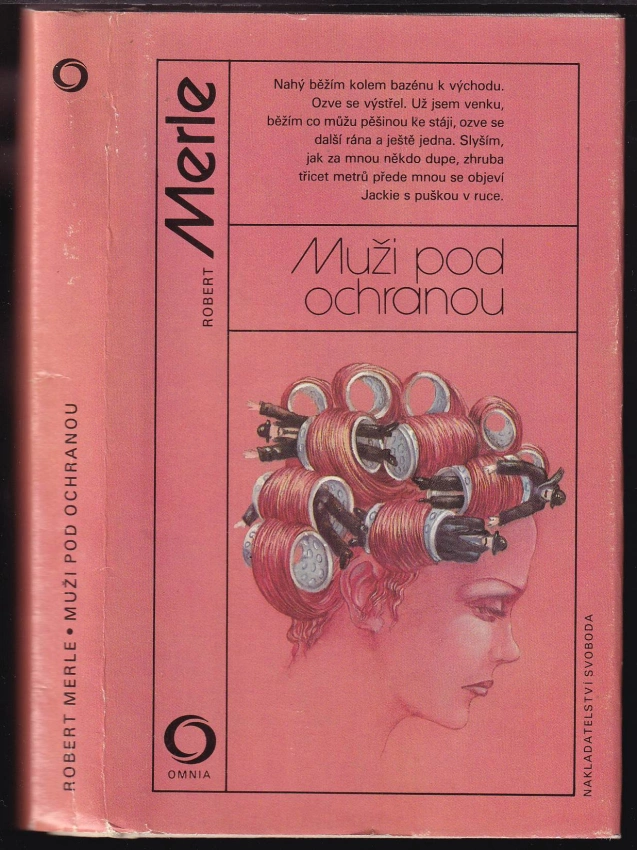 ROBERT MERLE • MUŽI POD OCHRANOU
ROBERT Merle
Nahý běžím kolem bazénu k východu.
Ozve se výstřel. Už jsem venku,
běžím co můžu pěšinou ke stáji, ozve se
další rána a ještě jedna. Slyším,
jak za mnou někdo dupe, zhruba
třicet metrů přede mnou se objeví
Jackie s puškou v ruce.
Muži pod
ochranou
OMNIA
NAKLADATELSTVÍ SVOBODA